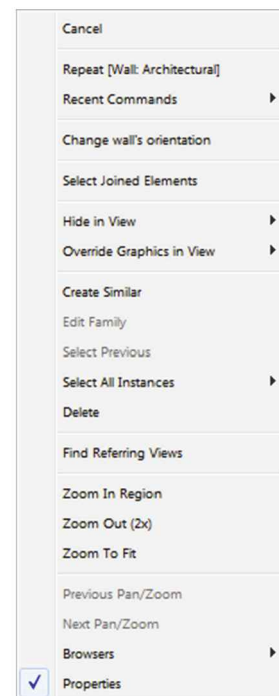 Cancel
Repeat [Wall: Architectural]
Recent Commands
Change wall's orientation
Select Joined Elements
Hide in View
Override Graphics in View
Create Similar
Edit Family
Select Previous
Select All Instances
Delete
Find Referring Views
Zoom In Region
Zoom Out (2x)
Zoom To Fit
Previous Pan/Zoom
Next Pan/Zoom
Browsers
Properties